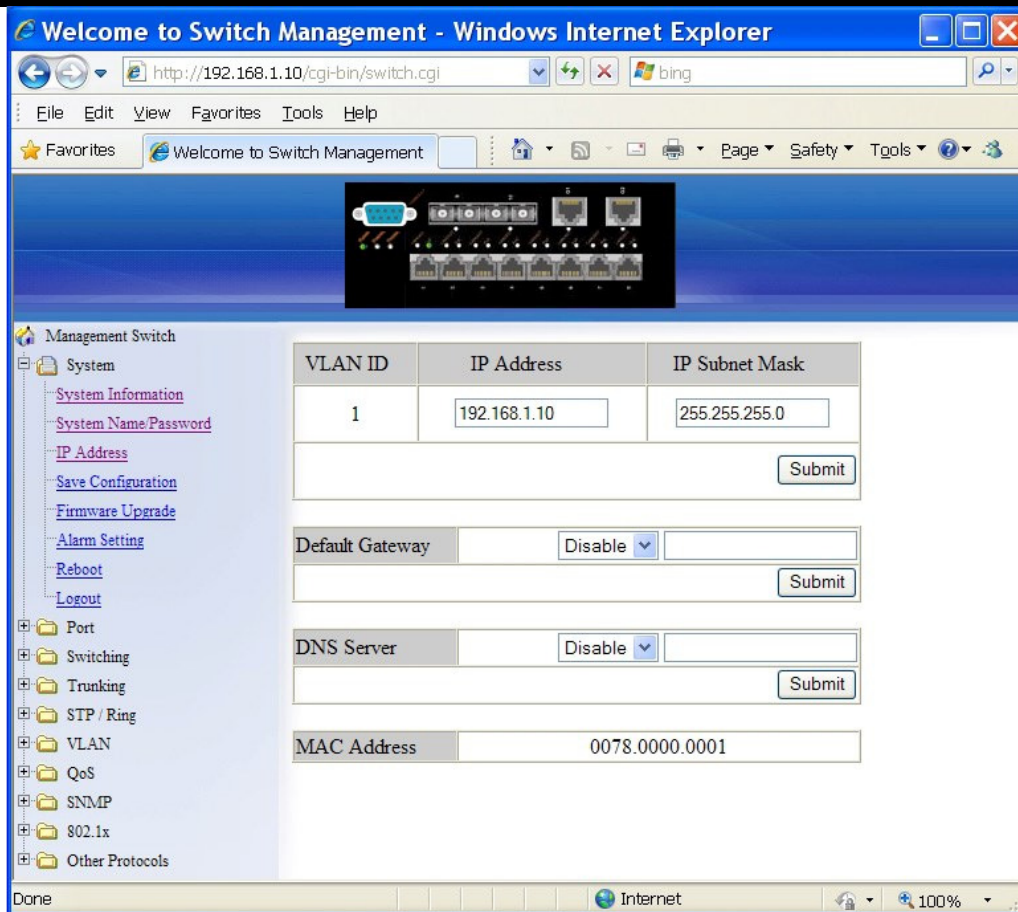 Welcome to Switch Management - Windows Internet Explorer
http://192.168.1.10/cgi-bin/switch.cgi
bing
File Edit View Favorites Tools Help
Favorites
Welcome to Switch Management
Page Safety Tools
Management Switch
System
System Information
System Name/Password
IP Address
Save Configuration
Firmware Upgrade
Alarm Setting
Reboot
Logout
Port
Switching
Trunking
STP / Ring
VLAN
QoS
SNMP
802.1x
Other Protocols
VLAN ID IP Address IP Subnet Mask
1 192.168.1.10 255.255.255.0
Submit
Default Gateway Disable
Submit
DNS Server Disable
Submit
MAC Address 0078.0000.0001
Done Internet 100%